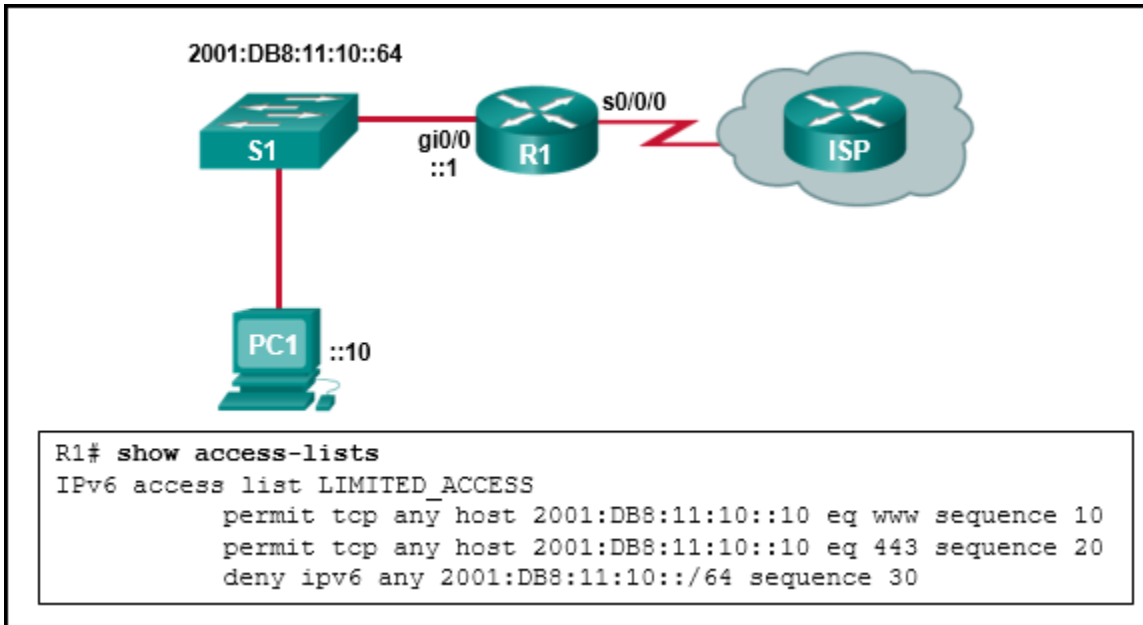 2001:DB8:11:10::64
s0/0/0
S1
gi0/0
::1
R1
ISP
PC1
::10
R1# show access-lists
IPv6 access list LIMITED_ACCESS
permit tcp any host 2001:DB8:11:10::10 eq www sequence 10
permit tcp any host 2001:DB8:11:10::10 eq 443 sequence 20
deny ipv6 any 2001:DB8:11:10::/64 sequence 30